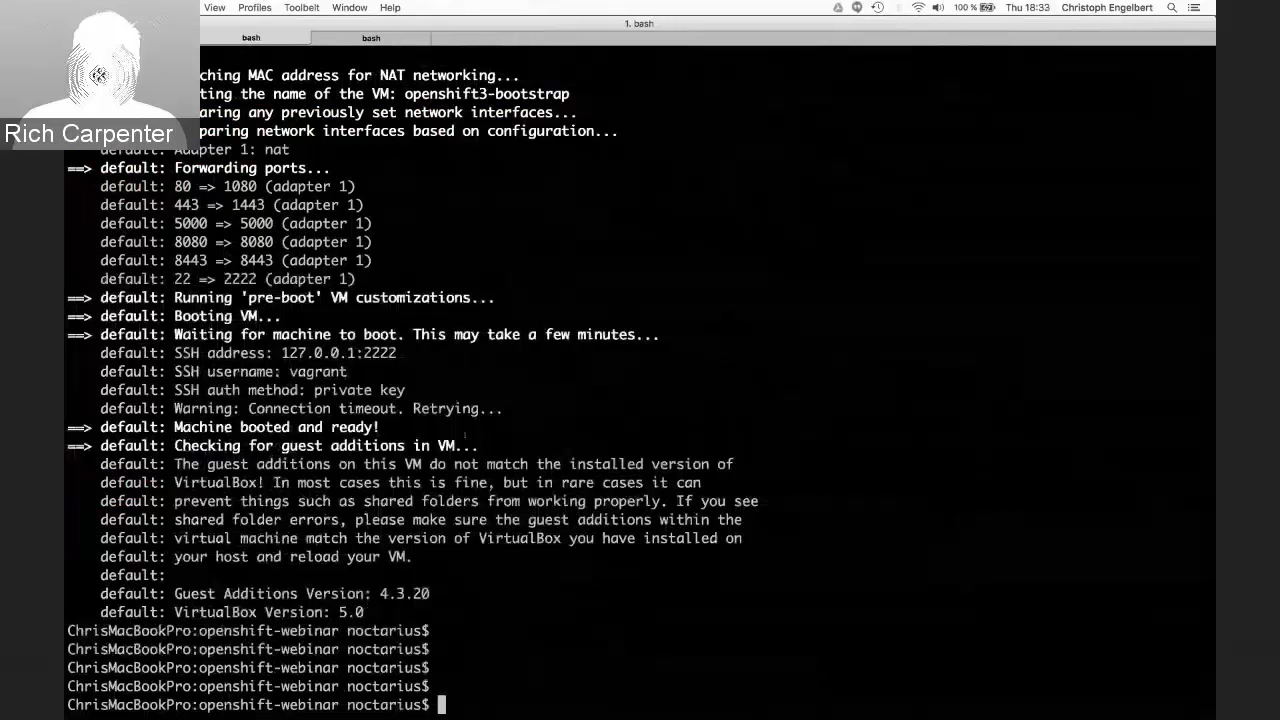 View Profiles Toolbelt Window Help 100 % Thu 18:33 Christoph Engelbert
1. bash
bash bash
ching MAC address for NAT networking...
ting the name of the VM: openshift3-bootstrap
Rich Carpenter
aring any previously set network interfaces...
paring network interfaces based on configuration...
Adapter 1: nat
==> default: Forwarding ports...
default: 80 => 1080 (adapter 1)
default: 443 => 1443 (adapter 1)
default: 5000 => 5000 (adapter 1)
default: 8080 => 8080 (adapter 1)
default: 8443 => 8443 (adapter 1)
default: 22 => 2222 (adapter 1)
==> default: Running 'pre-boot' VM customizations...
==> default: Booting VM...
==> default: Waiting for machine to boot. This may take a few minutes...
default: SSH address: 127.0.0.1:2222
default: SSH username: vagrant
default: SSH auth method: private key
default: Warning: Connection timeout. Retrying...
==> default: Machine booted and ready!
==> default: Checking for guest additions in VM...
default: The guest additions on this VM do not match the installed version of
default: VirtualBox! In most cases this is fine, but in rare cases it can
default: prevent things such as shared folders from working properly. If you see
default: shared folder errors, please make sure the guest additions within the
default: virtual machine match the version of VirtualBox you have installed on
default: your host and reload your VM.
default:
default: Guest Additions Version: 4.3.20
default: VirtualBox Version: 5.0
ChrisMacBookPro:openshift-webinar noctarius$
ChrisMacBookPro:openshift-webinar noctarius$
ChrisMacBookPro:openshift-webinar noctarius$
ChrisMacBookPro:openshift-webinar noctarius$
ChrisMacBookPro:openshift-webinar noctarius$